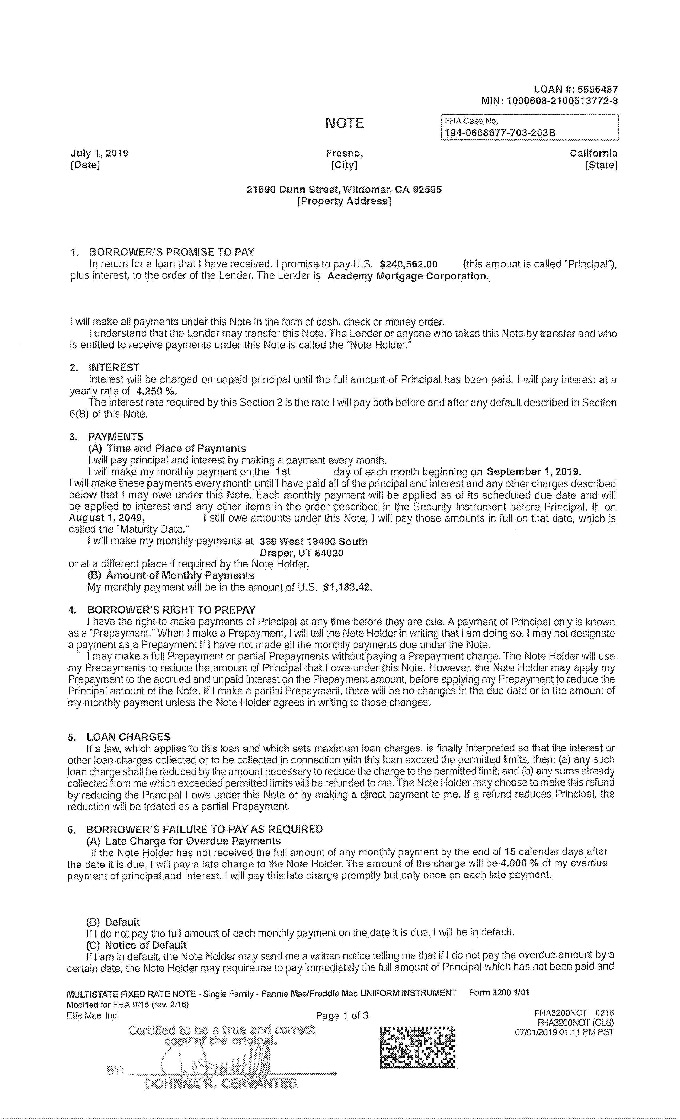 LOAN #: 5596487
MIN: 1000608-2100513772-3
NOTE
FHA Case No.
194-0668677-703-203B
July 1, 2019 Fresno, California
[Date] [City] [State]
21690 Dunn Street, Wildomar, CA 92595
[Property Address]
1. BORROWER'S PROMISE TO PAY
In return for a loan that I have received, I promise to pay U.S. $240,562.00 (this amount is called "Principal"),
plus interest, to the order of the Lender. The Lender is Academy Mortgage Corporation.
I will make all payments under this Note in the form of cash, check or money order.
I understand that the Lender may transfer this Note. The Lender or anyone who takes this Note by transfer and who
is entitled to receive payments under this Note is called the "Note Holder."
2. INTEREST
Interest will be charged on unpaid principal until the full amount of Principal has been paid. I will pay interest at a
yearly rate of 4.250 %.
The interest rate required by this Section 2 is the rate I will pay both before and after any default described in Section
6(B) of this Note.
3. PAYMENTS
(A) Time and Place of Payments
I will pay principal and interest by making a payment every month.
I will make my monthly payment on the 1st day of each month beginning on September 1, 2019.
I will make these payments every month until I have paid all of the principal and interest and any other charges described
below that I may owe under this Note. Each monthly payment will be applied as of its scheduled due date and will
be applied to interest and any other items in the order described in the Security Instrument before Principal. If, on
August 1, 2049, I still owe amounts under this Note, I will pay those amounts in full on that date, which is
called the "Maturity Date."
I will make my monthly payments at 339 West 13490 South
Draper, UT 84020
or at a different place if required by the Note Holder.
(B) Amount of Monthly Payments
My monthly payment will be in the amount of U.S. $1,183.42.
4. BORROWER'S RIGHT TO PREPAY
I have the right to make payments of Principal at any time before they are due. A payment of Principal only is known
as a "Prepayment." When I make a Prepayment, I will tell the Note Holder in writing that I am doing so. I may not designate
a payment as a Prepayment if I have not made all the monthly payments due under the Note.
I may make a full Prepayment or partial Prepayments without paying a Prepayment charge. The Note Holder will use
my Prepayments to reduce the amount of Principal that I owe under this Note. However, the Note Holder may apply my
Prepayment to the accrued and unpaid interest on the Prepayment amount, before applying my Prepayment to reduce the
Principal amount of the Note. If I make a partial Prepayment, there will be no changes in the due date or in the amount of
my monthly payment unless the Note Holder agrees in writing to those changes.
5. LOAN CHARGES
If a law, which applies to this loan and which sets maximum loan charges, is finally interpreted so that the interest or
other loan charges collected or to be collected in connection with this loan exceed the permitted limits, then: (a) any such
loan charge shall be reduced by the amount necessary to reduce the charge to the permitted limit; and (b) any sums already
collected from me which exceeded permitted limits will be refunded to me. The Note Holder may choose to make this refund
by reducing the Principal I owe under this Note or by making a direct payment to me. If a refund reduces Principal, the
reduction will be treated as a partial Prepayment.
6. BORROWER'S FAILURE TO PAY AS REQUIRED
(A) Late Charge for Overdue Payments
If the Note Holder has not received the full amount of any monthly payment by the end of 15 calendar days after
the date it is due, I will pay a late charge to the Note Holder. The amount of the charge will be 4.000 % of my overdue
payment of principal and interest. I will pay this late charge promptly but only once on each late payment.
(B) Default
If I do not pay the full amount of each monthly payment on the date it is due, I will be in default.
(C) Notice of Default
If I am in default, the Note Holder may send me a written notice telling me that if I do not pay the overdue amount by a
certain date, the Note Holder may require me to pay immediately the full amount of Principal which has not been paid and
MULTISTATE FIXED RATE NOTE - Single Family - Fannie Mae/Freddie Mac UNIFORM INSTRUMENT Form 3200 1/01
Modified for FHA 9/15 (rev. 2/16)
Ellie Mae, Inc. Page 1 of 3 FHA3200NOT 0216
FHA3200NOT (CLS)
07/01/2019 01:11 PM PST
Certified to be a true and correct
copy of the original.
BY: